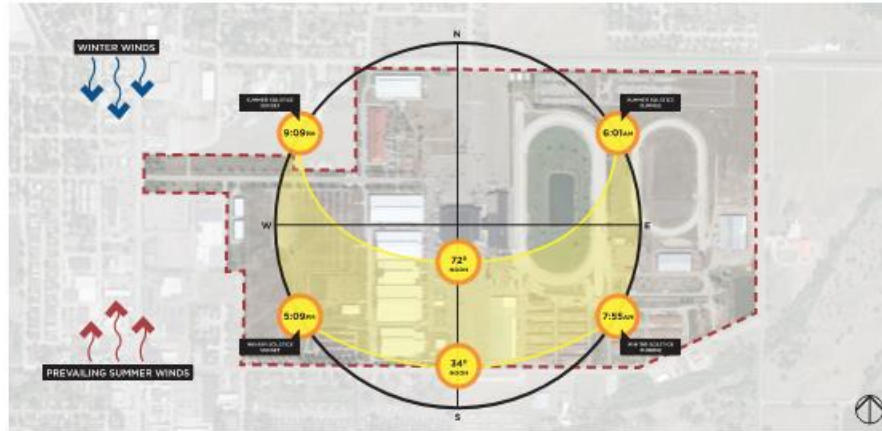 N
WINTER WINDS
SUMMER SOLSTICE
SUNSET
SUMMER SOLSTICE
SUNRISE
9:09PM
6:01AM
W
E
72°
NOON
5:09PM
7:55AM
WINTER SOLSTICE
SUNSET
WINTER SOLSTICE
SUNRISE
34°
NOON
PREVAILING SUMMER WINDS
S